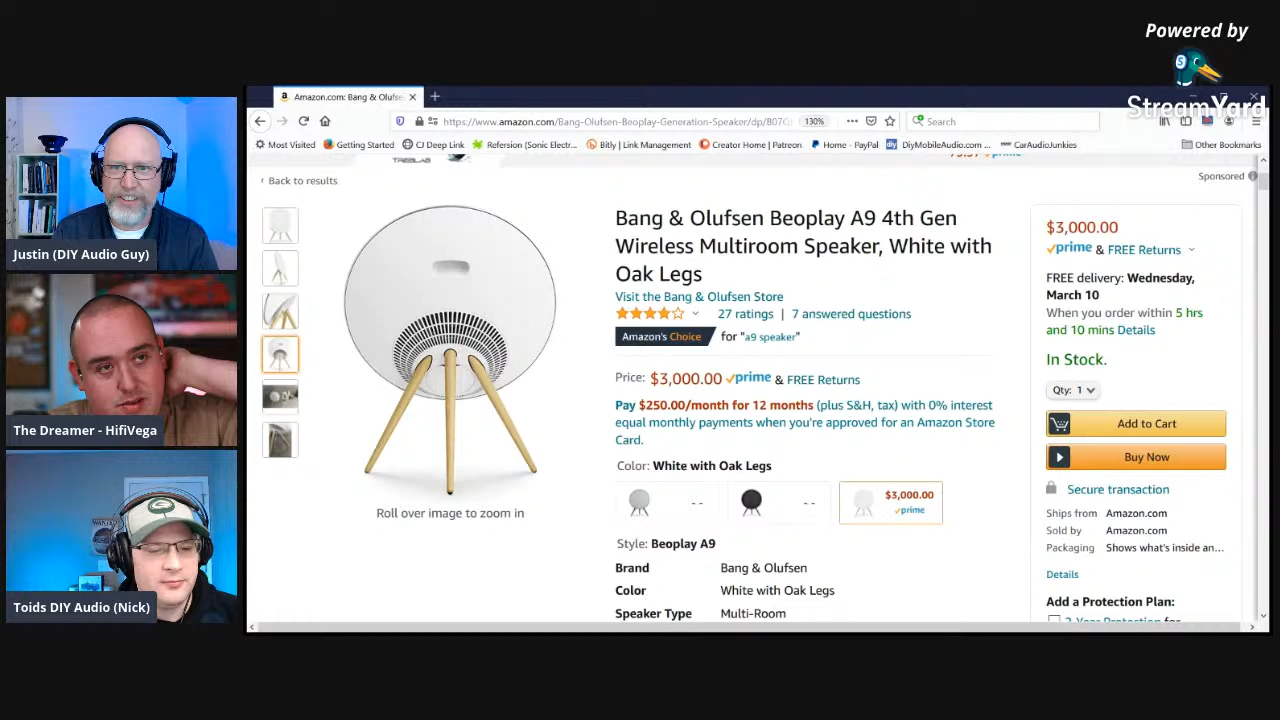 Powered by
S
StreamYard
Justin (DIY Audio Guy)
The Dreamer - HifiVega
Toids DIY Audio (Nick)
a Amazon.com: Bang & Olufse
https://www.amazon.com/Bang-Olufsen-Beoplay-Generation-Speaker/dp/B07Q
130%
Search
Most Visited
Getting Started
CJ Deep Link
Refersion (Sonic Electr...
Bitly | Link Management
Creator Home | Patreon
Home - PayPal
diy DiyMobileAudio.com ...
CarAudioJunkies
Other Bookmarks
Sponsored
‹ Back to results
Roll over image to zoom in
Bang & Olufsen Beoplay A9 4th Gen
Wireless Multiroom Speaker, White with
Oak Legs
Visit the Bang & Olufsen Store
27 ratings | 7 answered questions
Amazon's Choice for "a9 speaker"
Price: $3,000.00 prime & FREE Returns
Pay $250.00/month for 12 months (plus S&H, tax) with 0% interest
equal monthly payments when you're approved for an Amazon Store
Card.
Color: White with Oak Legs
-- -- $3,000.00
prime
Style: Beoplay A9
Brand Bang & Olufsen
Color White with Oak Legs
Speaker Type Multi-Room
$3,000.00
prime & FREE Returns
FREE delivery: Wednesday,
March 10
When you order within 5 hrs
and 10 mins Details
In Stock.
Qty: 1
Add to Cart
Buy Now
Secure transaction
Ships from Amazon.com
Sold by Amazon.com
Packaging Shows what's inside an...
Details
Add a Protection Plan:
2-Year Protection for